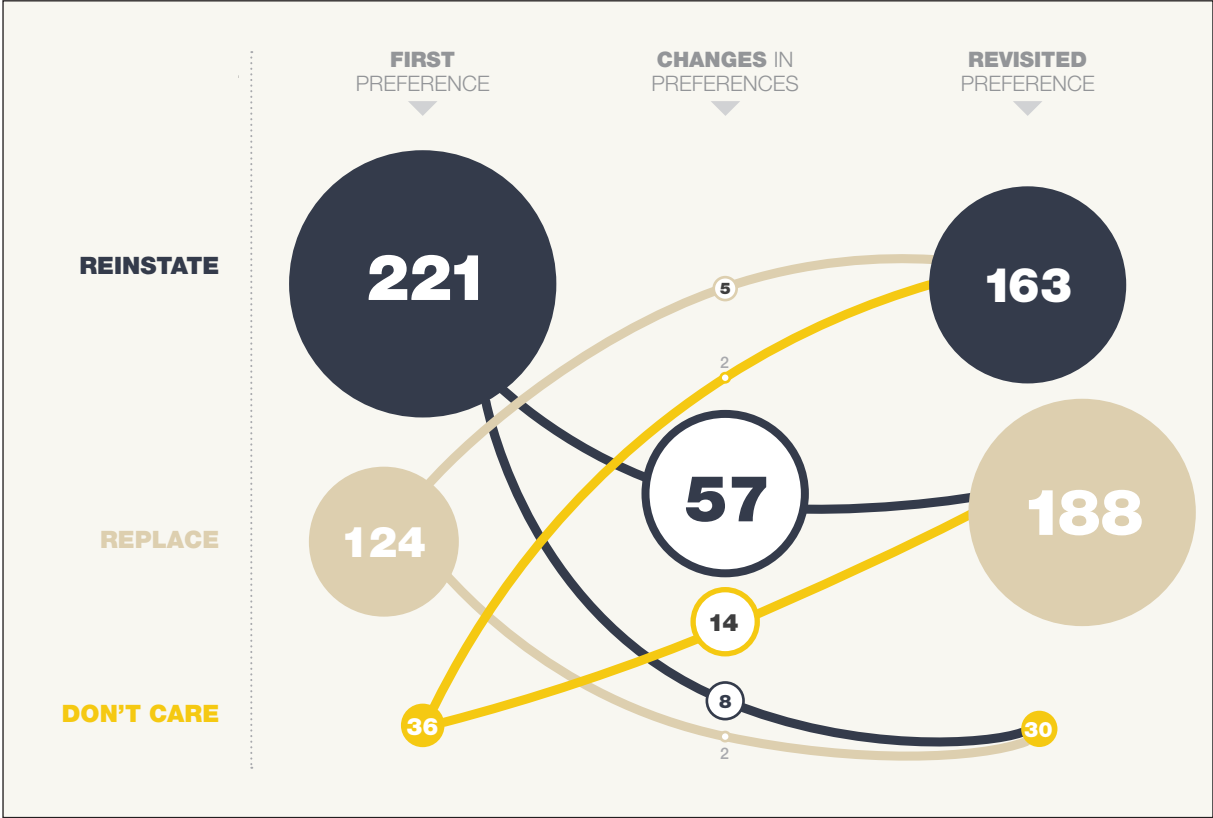 FIRST
PREFERENCE
CHANGES IN
PREFERENCES
REVISITED
PREFERENCE
REINSTATE
221
5
163
2
57
REPLACE
124
188
14
DON'T CARE
36
8
30
2